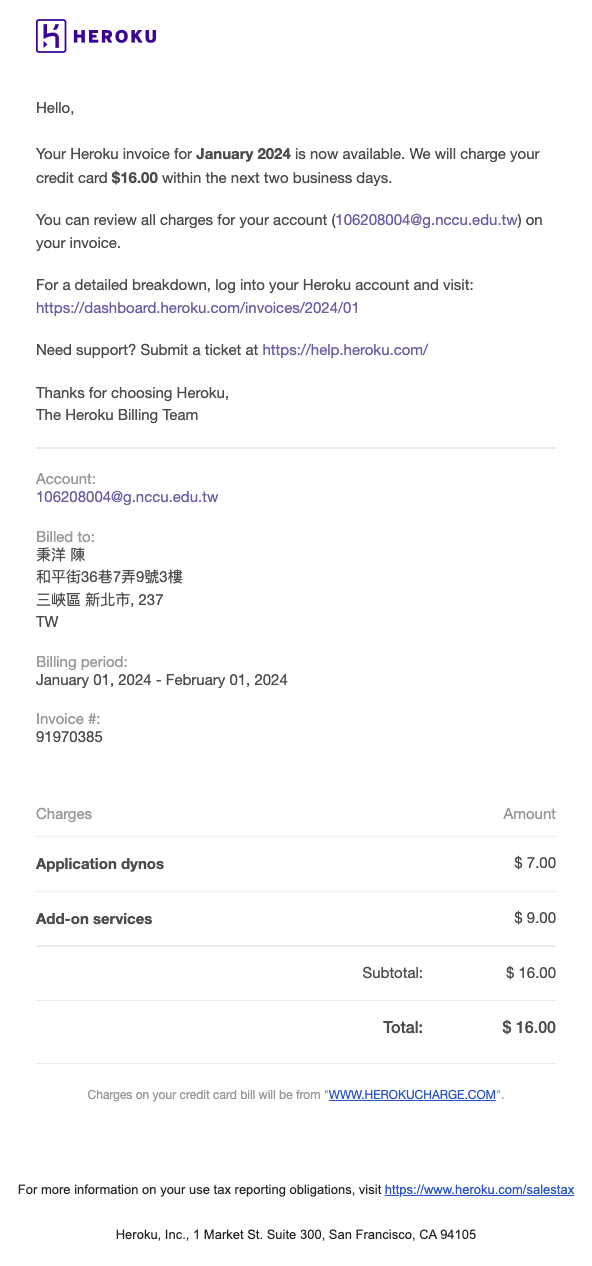 HEROKU
Hello,
Your Heroku invoice for January 2024 is now available. We will charge your
credit card $16.00 within the next two business days.
You can review all charges for your account (106208004@g.nccu.edu.tw) on
your invoice.
For a detailed breakdown, log into your Heroku account and visit:
https://dashboard.heroku.com/invoices/2024/01
Need support? Submit a ticket at https://help.heroku.com/
Thanks for choosing Heroku,
The Heroku Billing Team
Account:
106208004@g.nccu.edu.tw
Billed to:
秉洋 陳
和平街36巷7弄9號3樓
三峽區 新北市, 237
TW
Billing period:
January 01, 2024 - February 01, 2024
Invoice #:
91970385
Charges Amount
Application dynos $ 7.00
Add-on services $ 9.00
Subtotal: $ 16.00
Total: $ 16.00
Charges on your credit card bill will be from "WWW.HEROKUCHARGE.COM".
For more information on your use tax reporting obligations, visit https://www.heroku.com/salestax
Heroku, Inc., 1 Market St. Suite 300, San Francisco, CA 94105